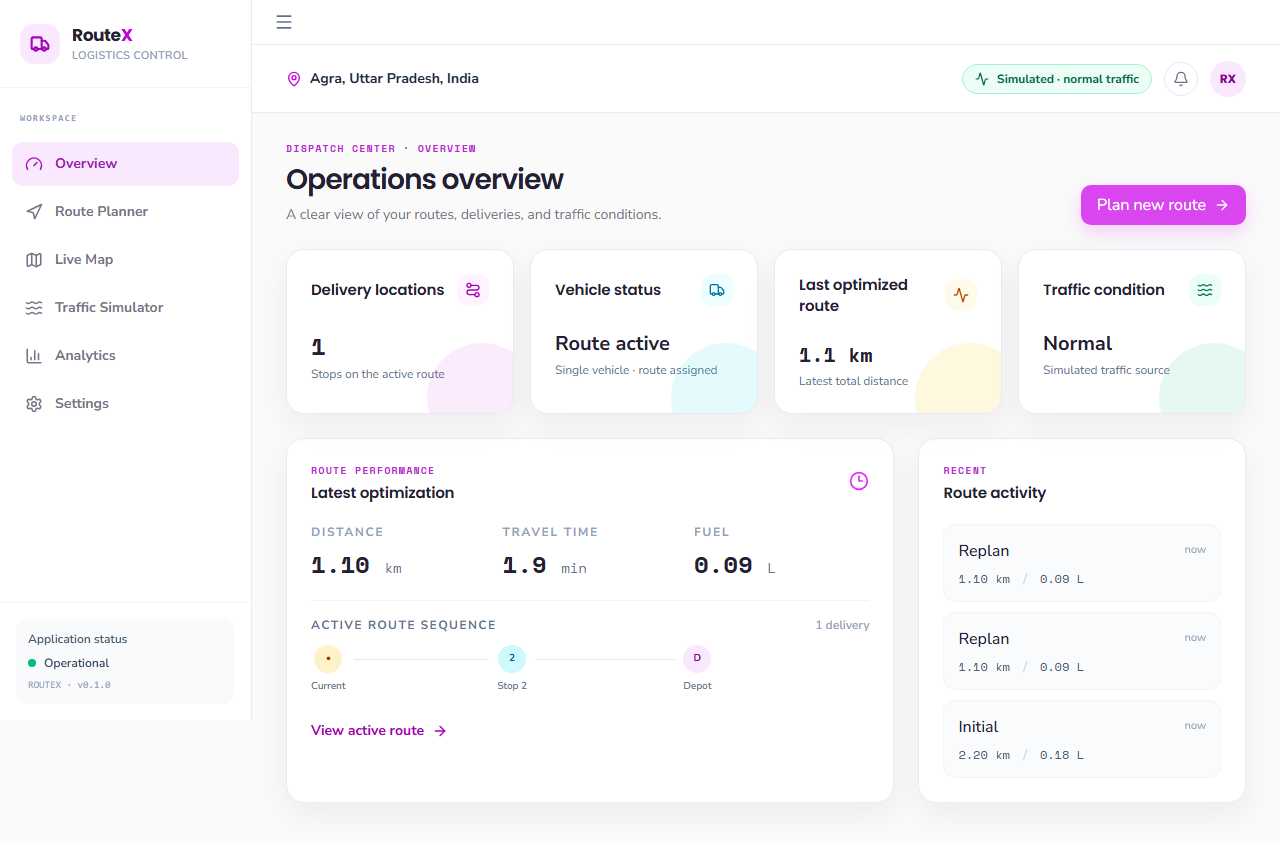 RouteX
LOGISTICS CONTROL
WORKSPACE
Overview
Route Planner
Live Map
Traffic Simulator
Analytics
Settings
Application status
Operational
ROUTEX · v0.1.0
Agra, Uttar Pradesh, India
Simulated · normal traffic
RX
DISPATCH CENTER · OVERVIEW
Operations overview
A clear view of your routes, deliveries, and traffic conditions.
Plan new route
Delivery locations
1
Stops on the active route
Vehicle status
Route active
Single vehicle · route assigned
Last optimized
route
1.1 km
Latest total distance
Traffic condition
Normal
Simulated traffic source
ROUTE PERFORMANCE
Latest optimization
DISTANCE TRAVEL TIME FUEL
1.10 km 1.9 min 0.09 L
ACTIVE ROUTE SEQUENCE 1 delivery
• 2 D
Current Stop 2 Depot
View active route
RECENT
Route activity
Replan now
1.10 km / 0.09 L
Replan now
1.10 km / 0.09 L
Initial now
2.20 km / 0.18 L